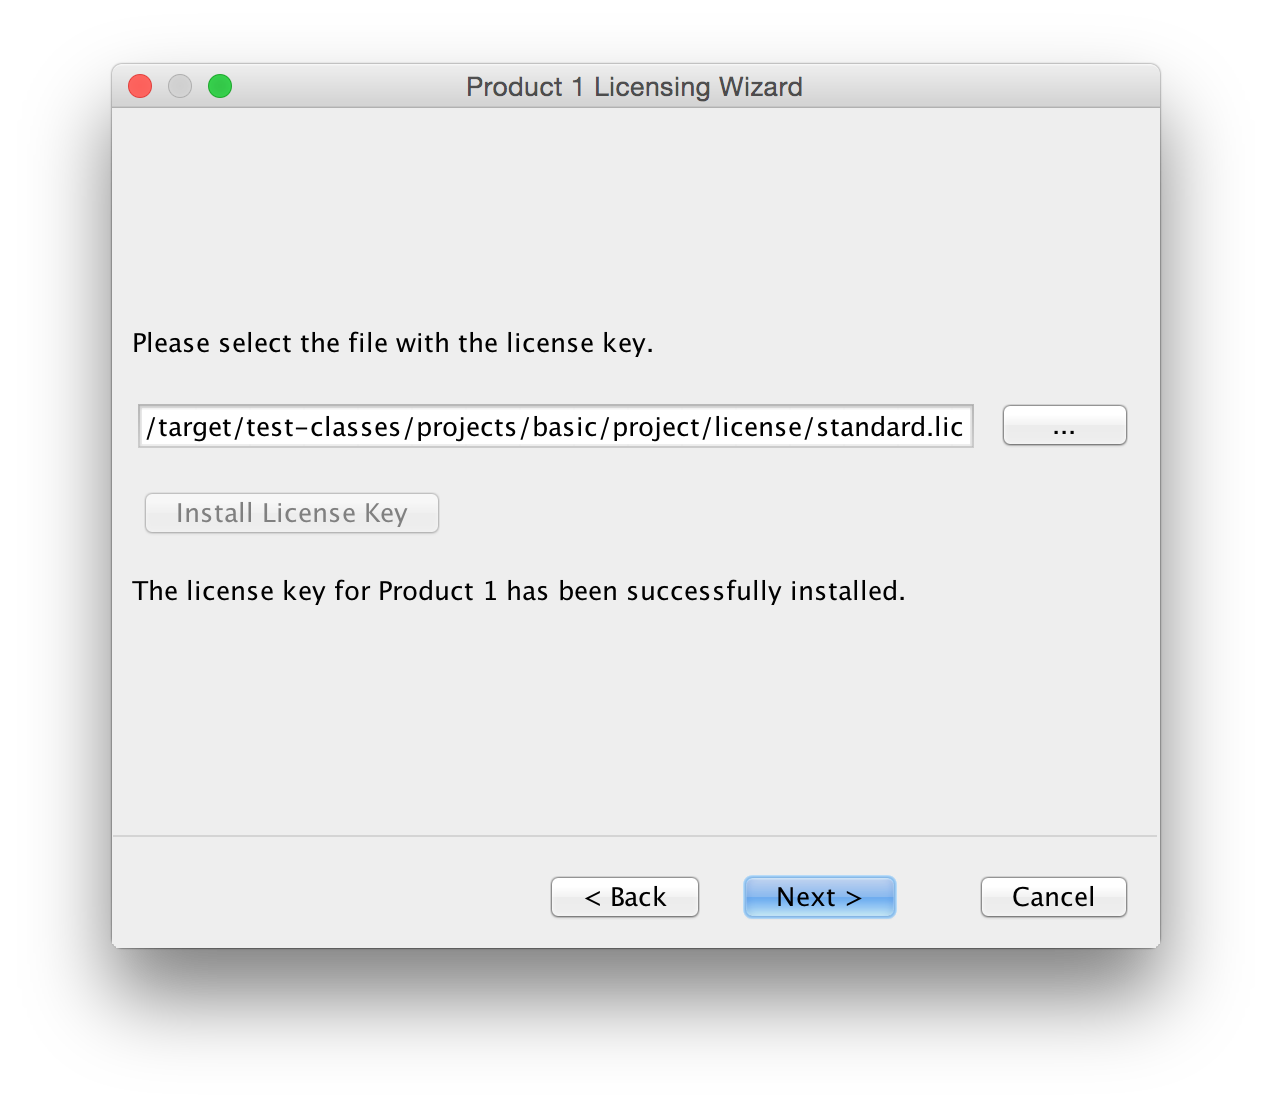 Product 1 Licensing Wizard
Please select the file with the license key.
/target/test-classes/projects/basic/project/license/standard.lic
...
Install License Key
The license key for Product 1 has been successfully installed.
< Back
Next >
Cancel